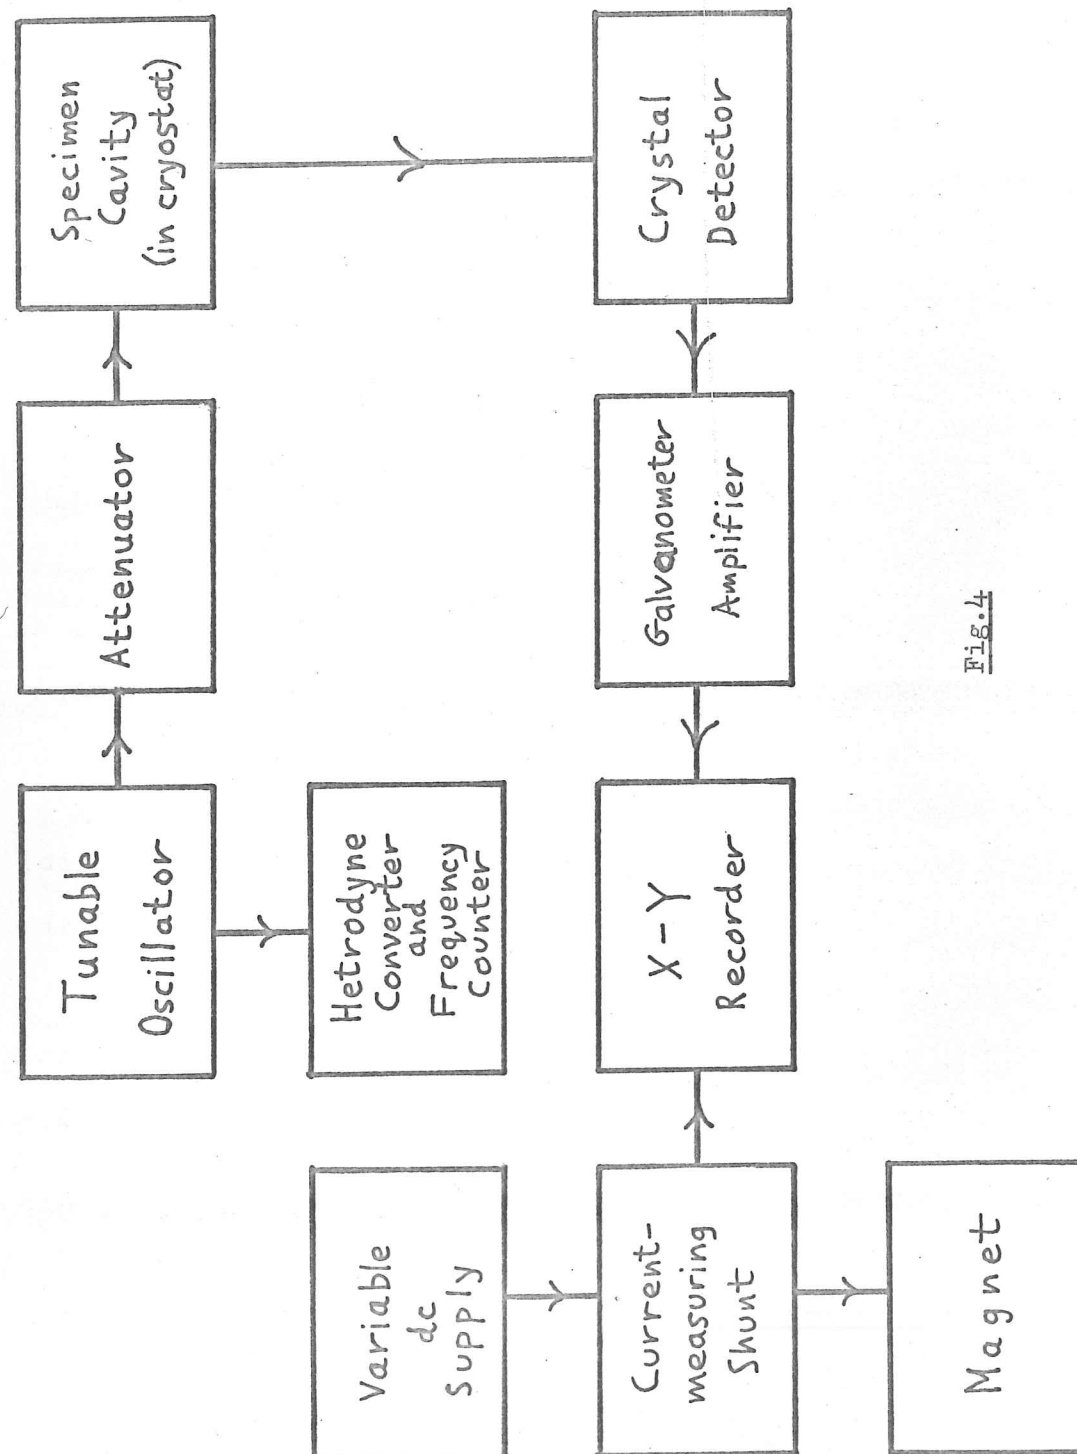 Tunable
Oscillator
Attenuator
Specimen
Cavity
(in cryostat)
Hetrodyne
Converter
and
Frequency
Counter
Variable
dc
Supply
Current-
measuring
Shunt
X-Y
Recorder
Galvanometer
Amplifier
Crystal
Detector
Magnet
Fig.4